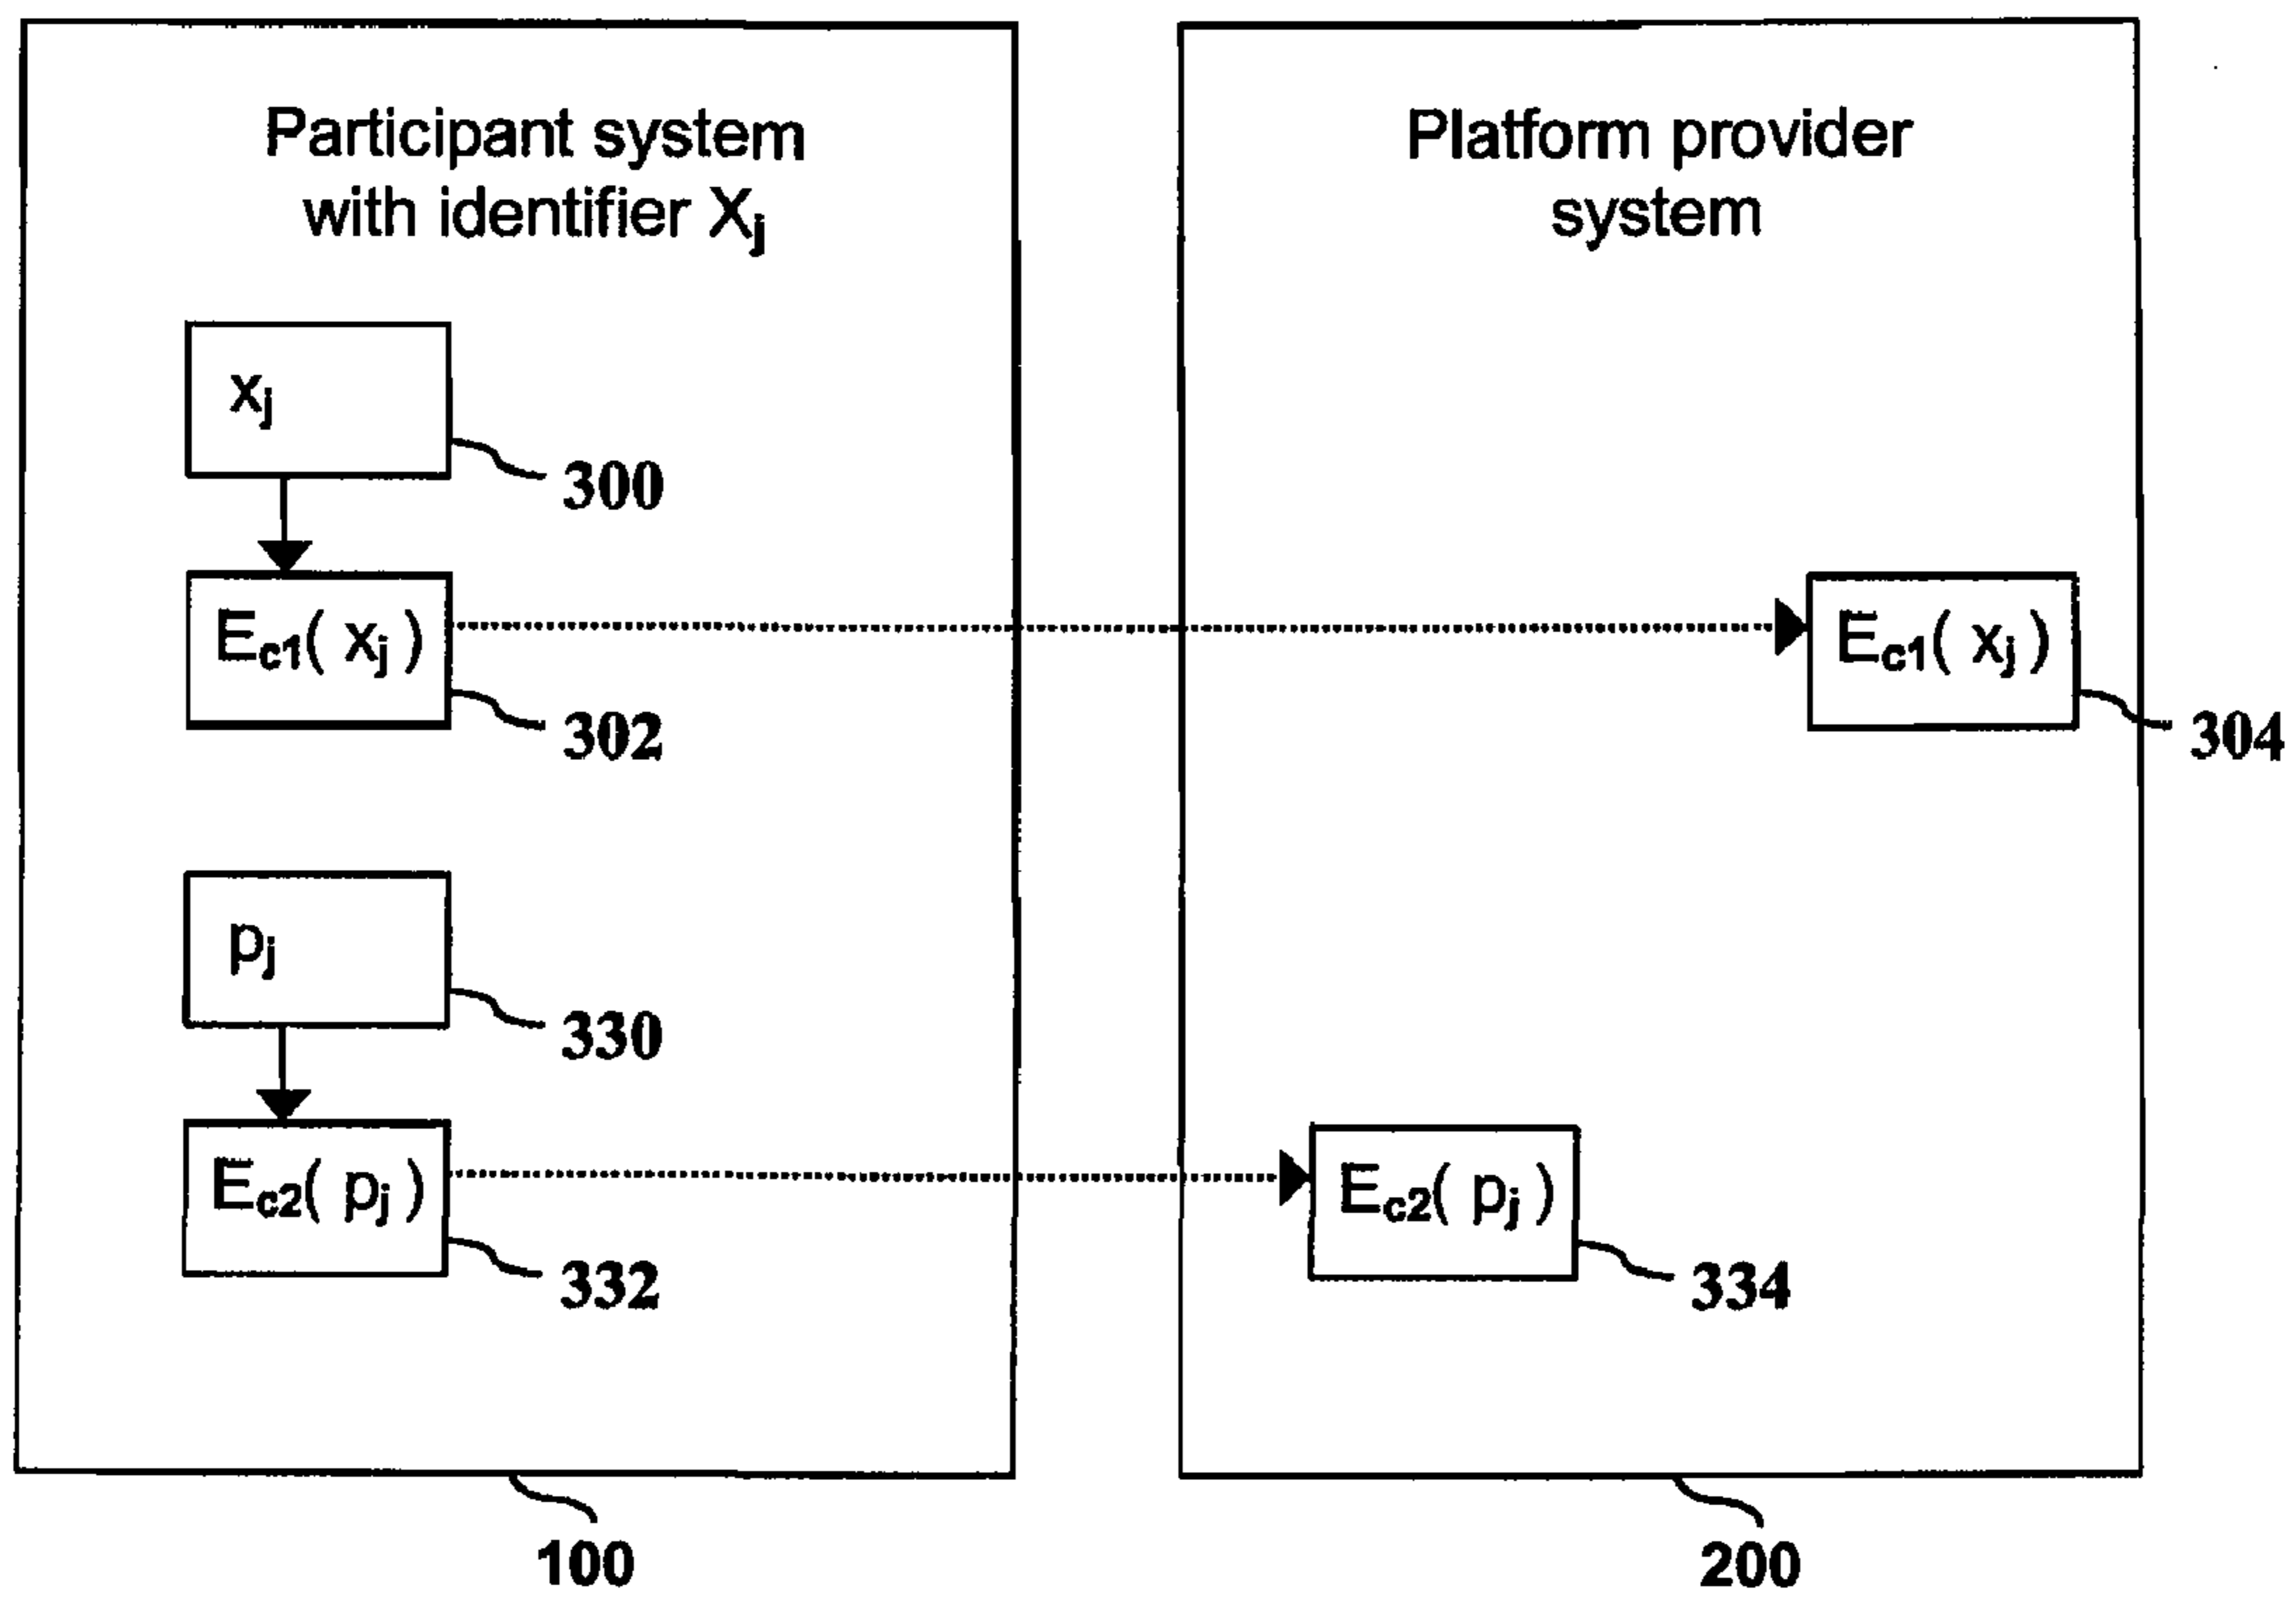 Participant system
with identifier Xj
Platform provider
system
xj
300
Ec1( xj )
302
Ec1( xj )
304
pj
330
Ec2( pj )
332
Ec2( pj )
334
100
200